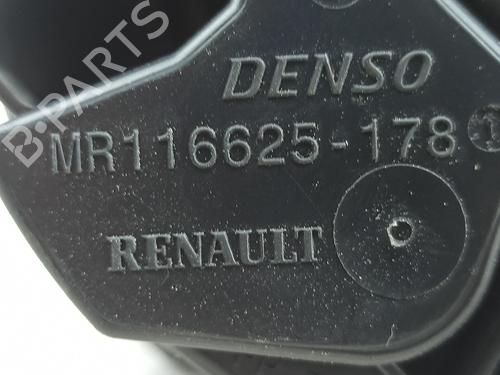 DENSO
MR116625-178
RENAULT
B-PARTS